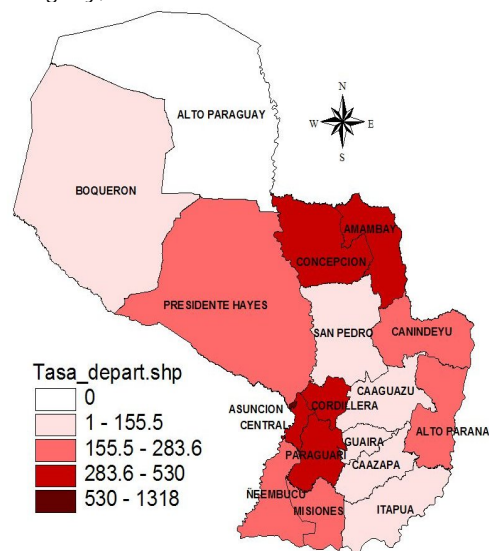 ALTO PARAGUAY
N
W E
S
BOQUERON
AMAMBAY
CONCEPCION
PRESIDENTE HAYES
SAN PEDRO
CANINDEYU
Tasa_depart.shp
0
1 - 155.5
155.5 - 283.6
283.6 - 530
530 - 1318
CAAGUAZU
ASUNCION
CORDILLERA
CENTRAL
ALTO PARANA
GUAIRA
PARAGUARI
CAAZAPA
ÑEEMBUCU
MISIONES
ITAPUA